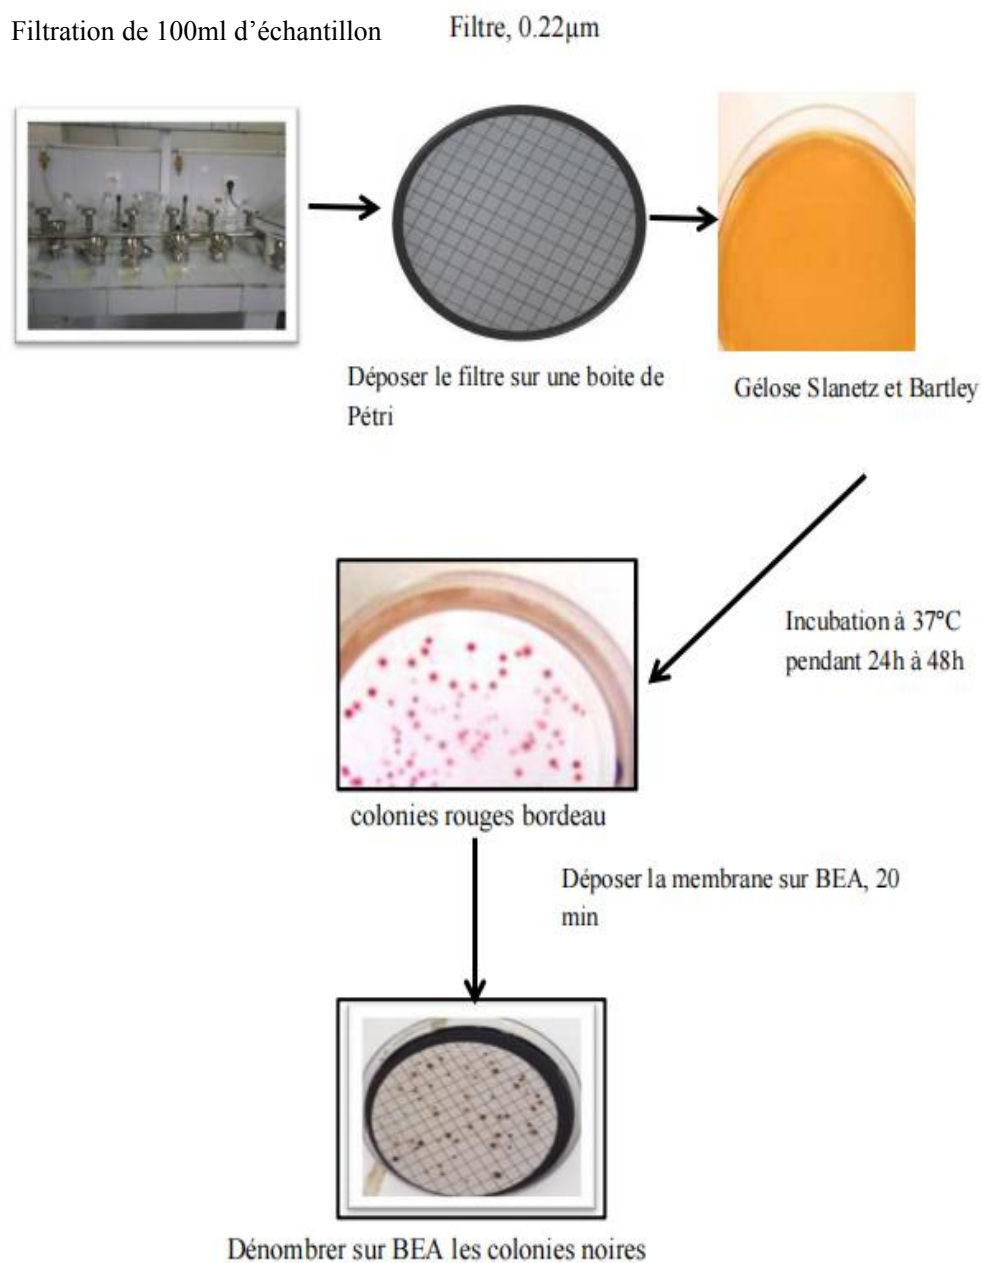 Filtration de 100ml d’échantillon
Filtre, 0.22µm
Déposer le filtre sur une boite de
Pétri
Gélose Slanetz et Bartley
Incubation à 37°C
pendant 24h à 48h
colonies rouges bordeau
Déposer la membrane sur BEA, 20
min
Dénombrer sur BEA les colonies noires